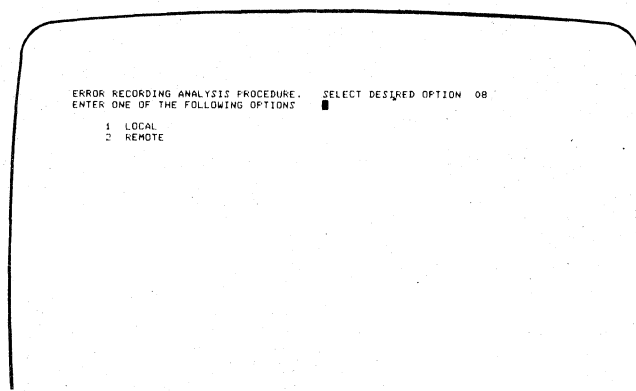 ERROR RECORDING ANALYSIS PROCEDURE. SELECT DESIRED OPTION 08
ENTER ONE OF THE FOLLOWING OPTIONS
1 LOCAL
2 REMOTE